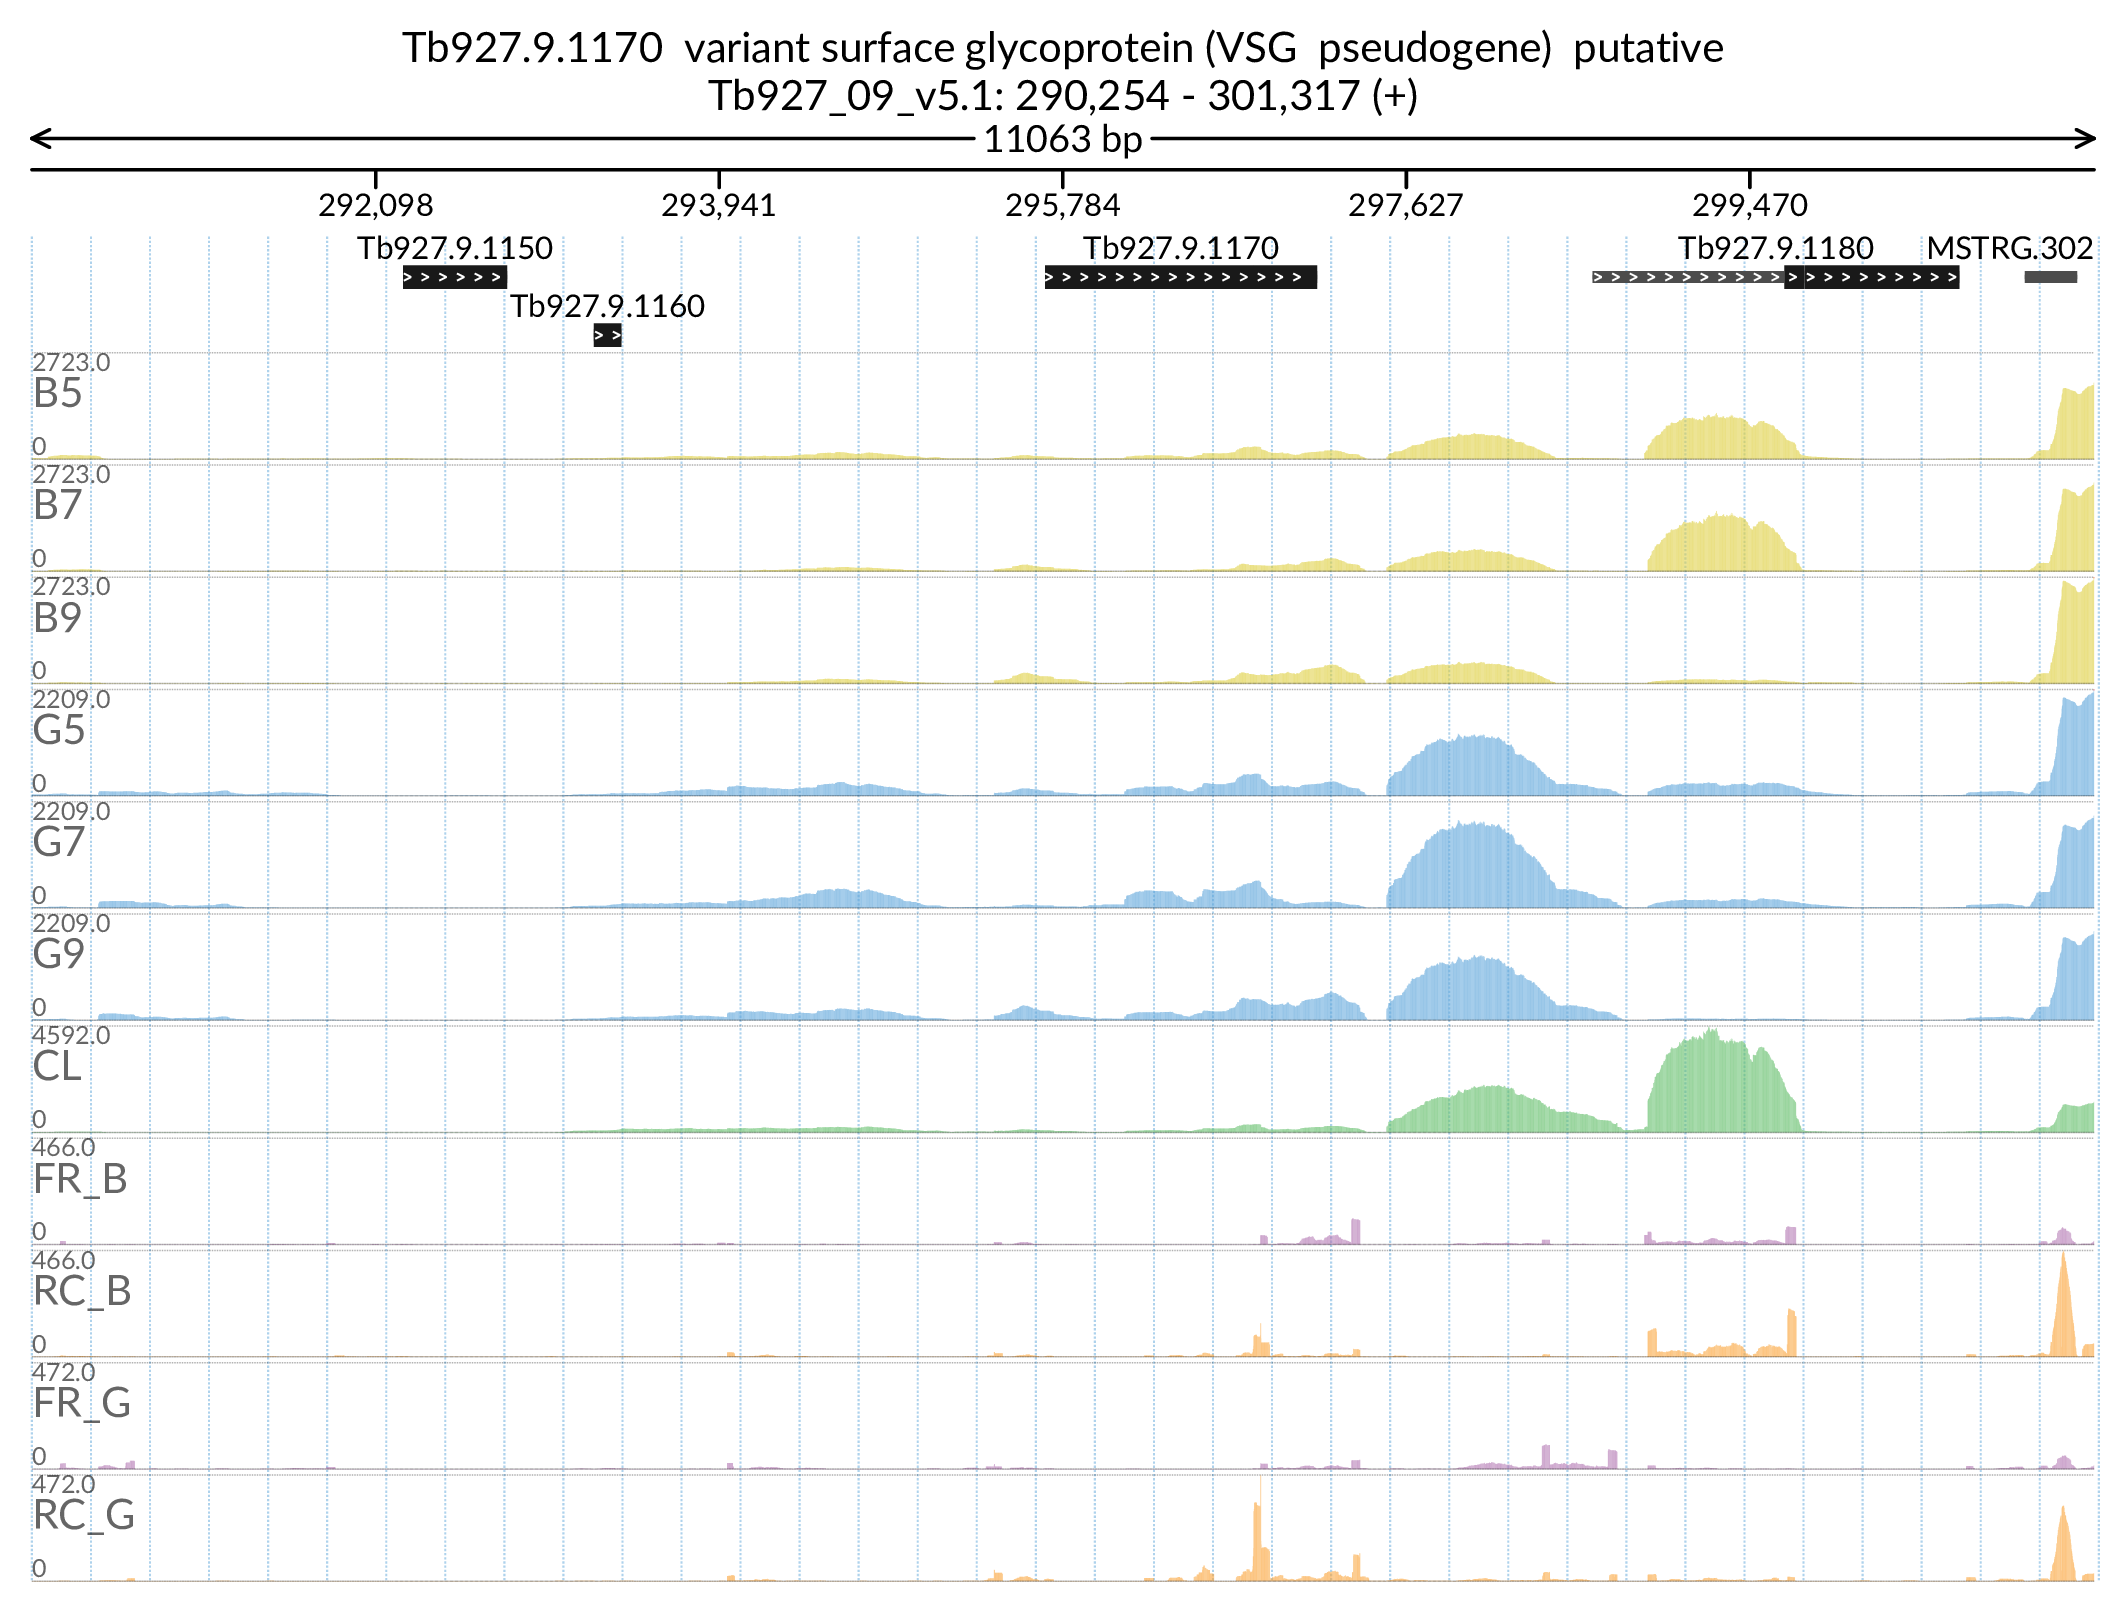 Tb927.9.1170 variant surface glycoprotein (VSG pseudogene) putative
Tb927_09_v5.1: 290,254 - 301,317 (+)
11063 bp
292,098 293,941 295,784 297,627 299,470
Tb927.9.1150 Tb927.9.1170 Tb927.9.1180 MSTRG.302
Tb927.9.1160
2723.0
B5
0
2723.0
B7
0
2723.0
B9
0
2209.0
G5
0
2209.0
G7
0
2209.0
G9
0
4592.0
CL
0
466.0
FR_B
0
466.0
RC_B
0
472.0
FR_G
0
472.0
RC_G
0